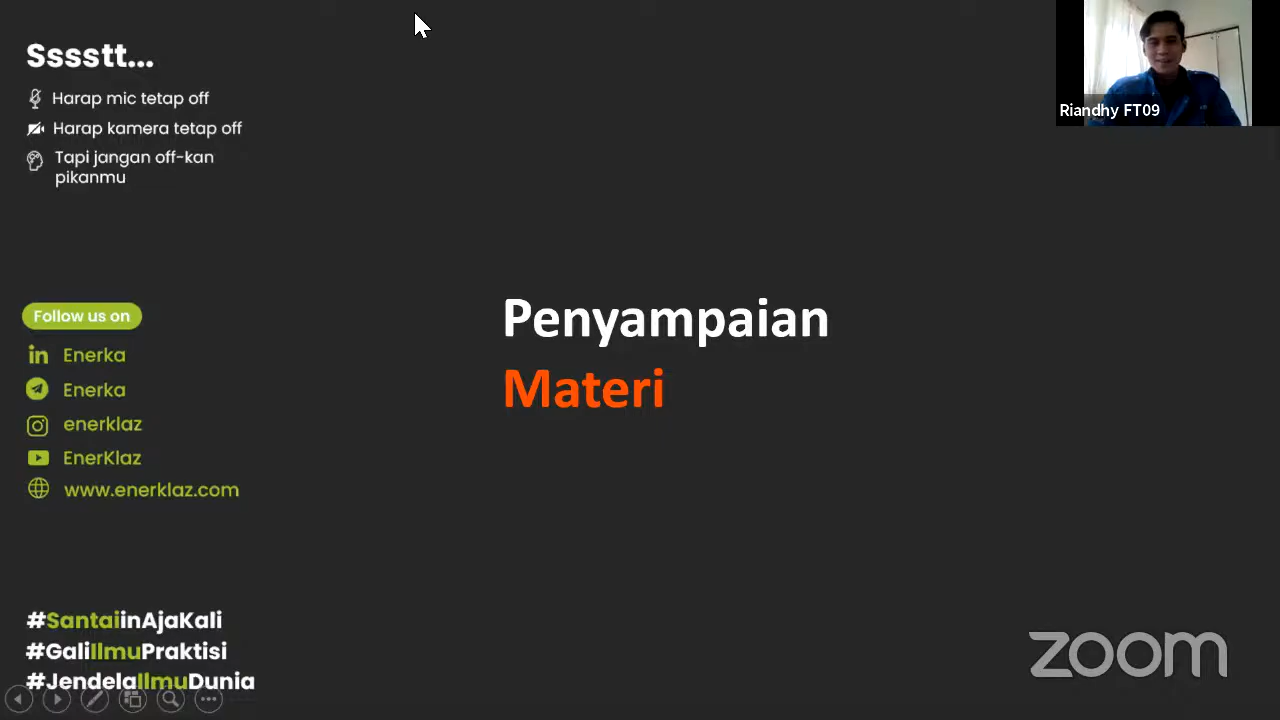 Sssstt...
Harap mic tetap off
Harap kamera tetap off
Tapi jangan off-kan
pikanmu
Follow us on
Enerka
Enerka
enerklaz
EnerKlaz
www.enerklaz.com
#SantaiinAjaKali
#GaliIlmuPraktisi
#JendelaIlmuDunia
Penyampaian
Materi
Riandhy FT09
zoom